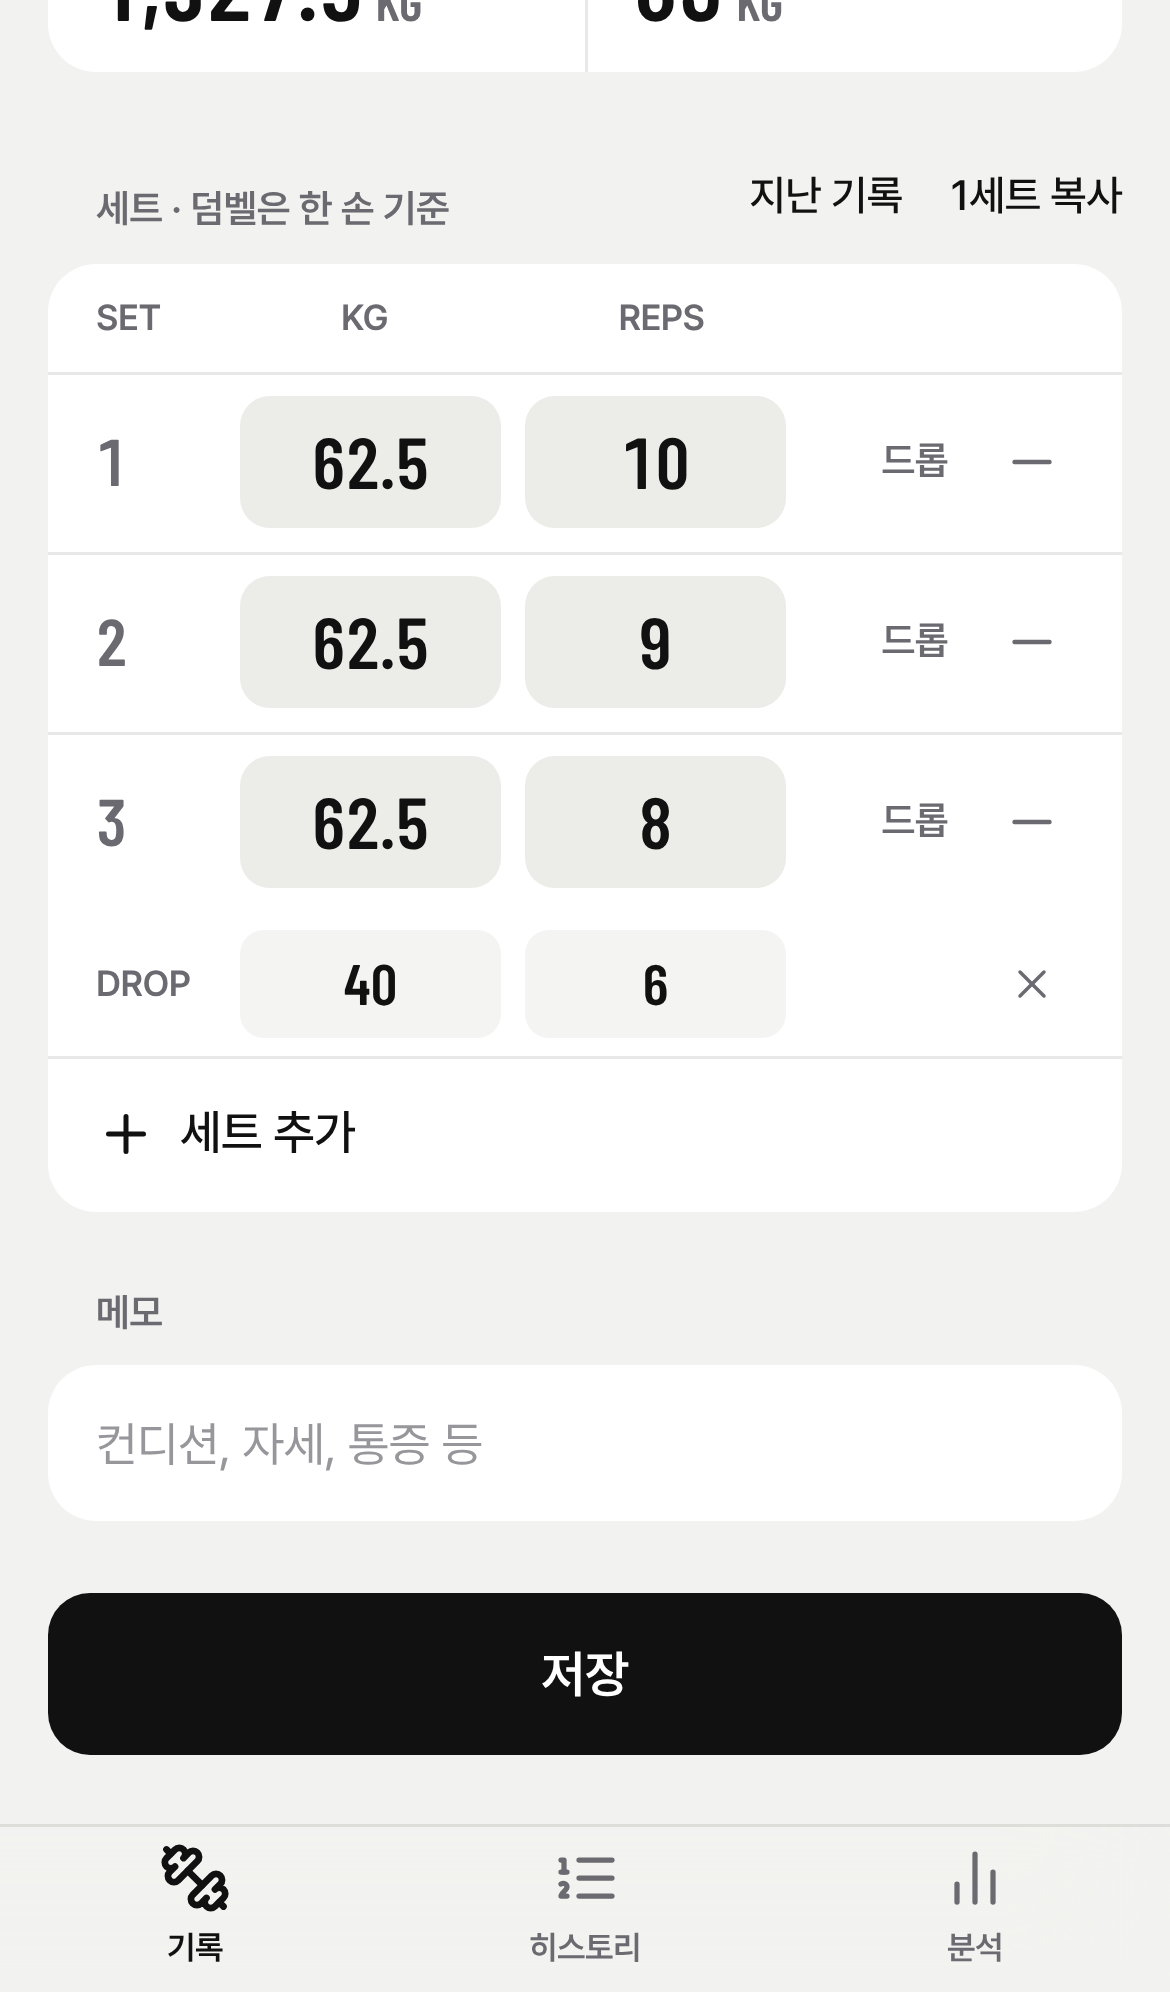 KG KG
세트 · 덤벨은 한 손 기준 지난 기록 1세트 복사
SET KG REPS
1 62.5 10 드롭
2 62.5 9 드롭
3 62.5 8 드롭
DROP 40 6
세트 추가
메모
컨디션, 자세, 통증 등
저장
기록 히스토리 분석